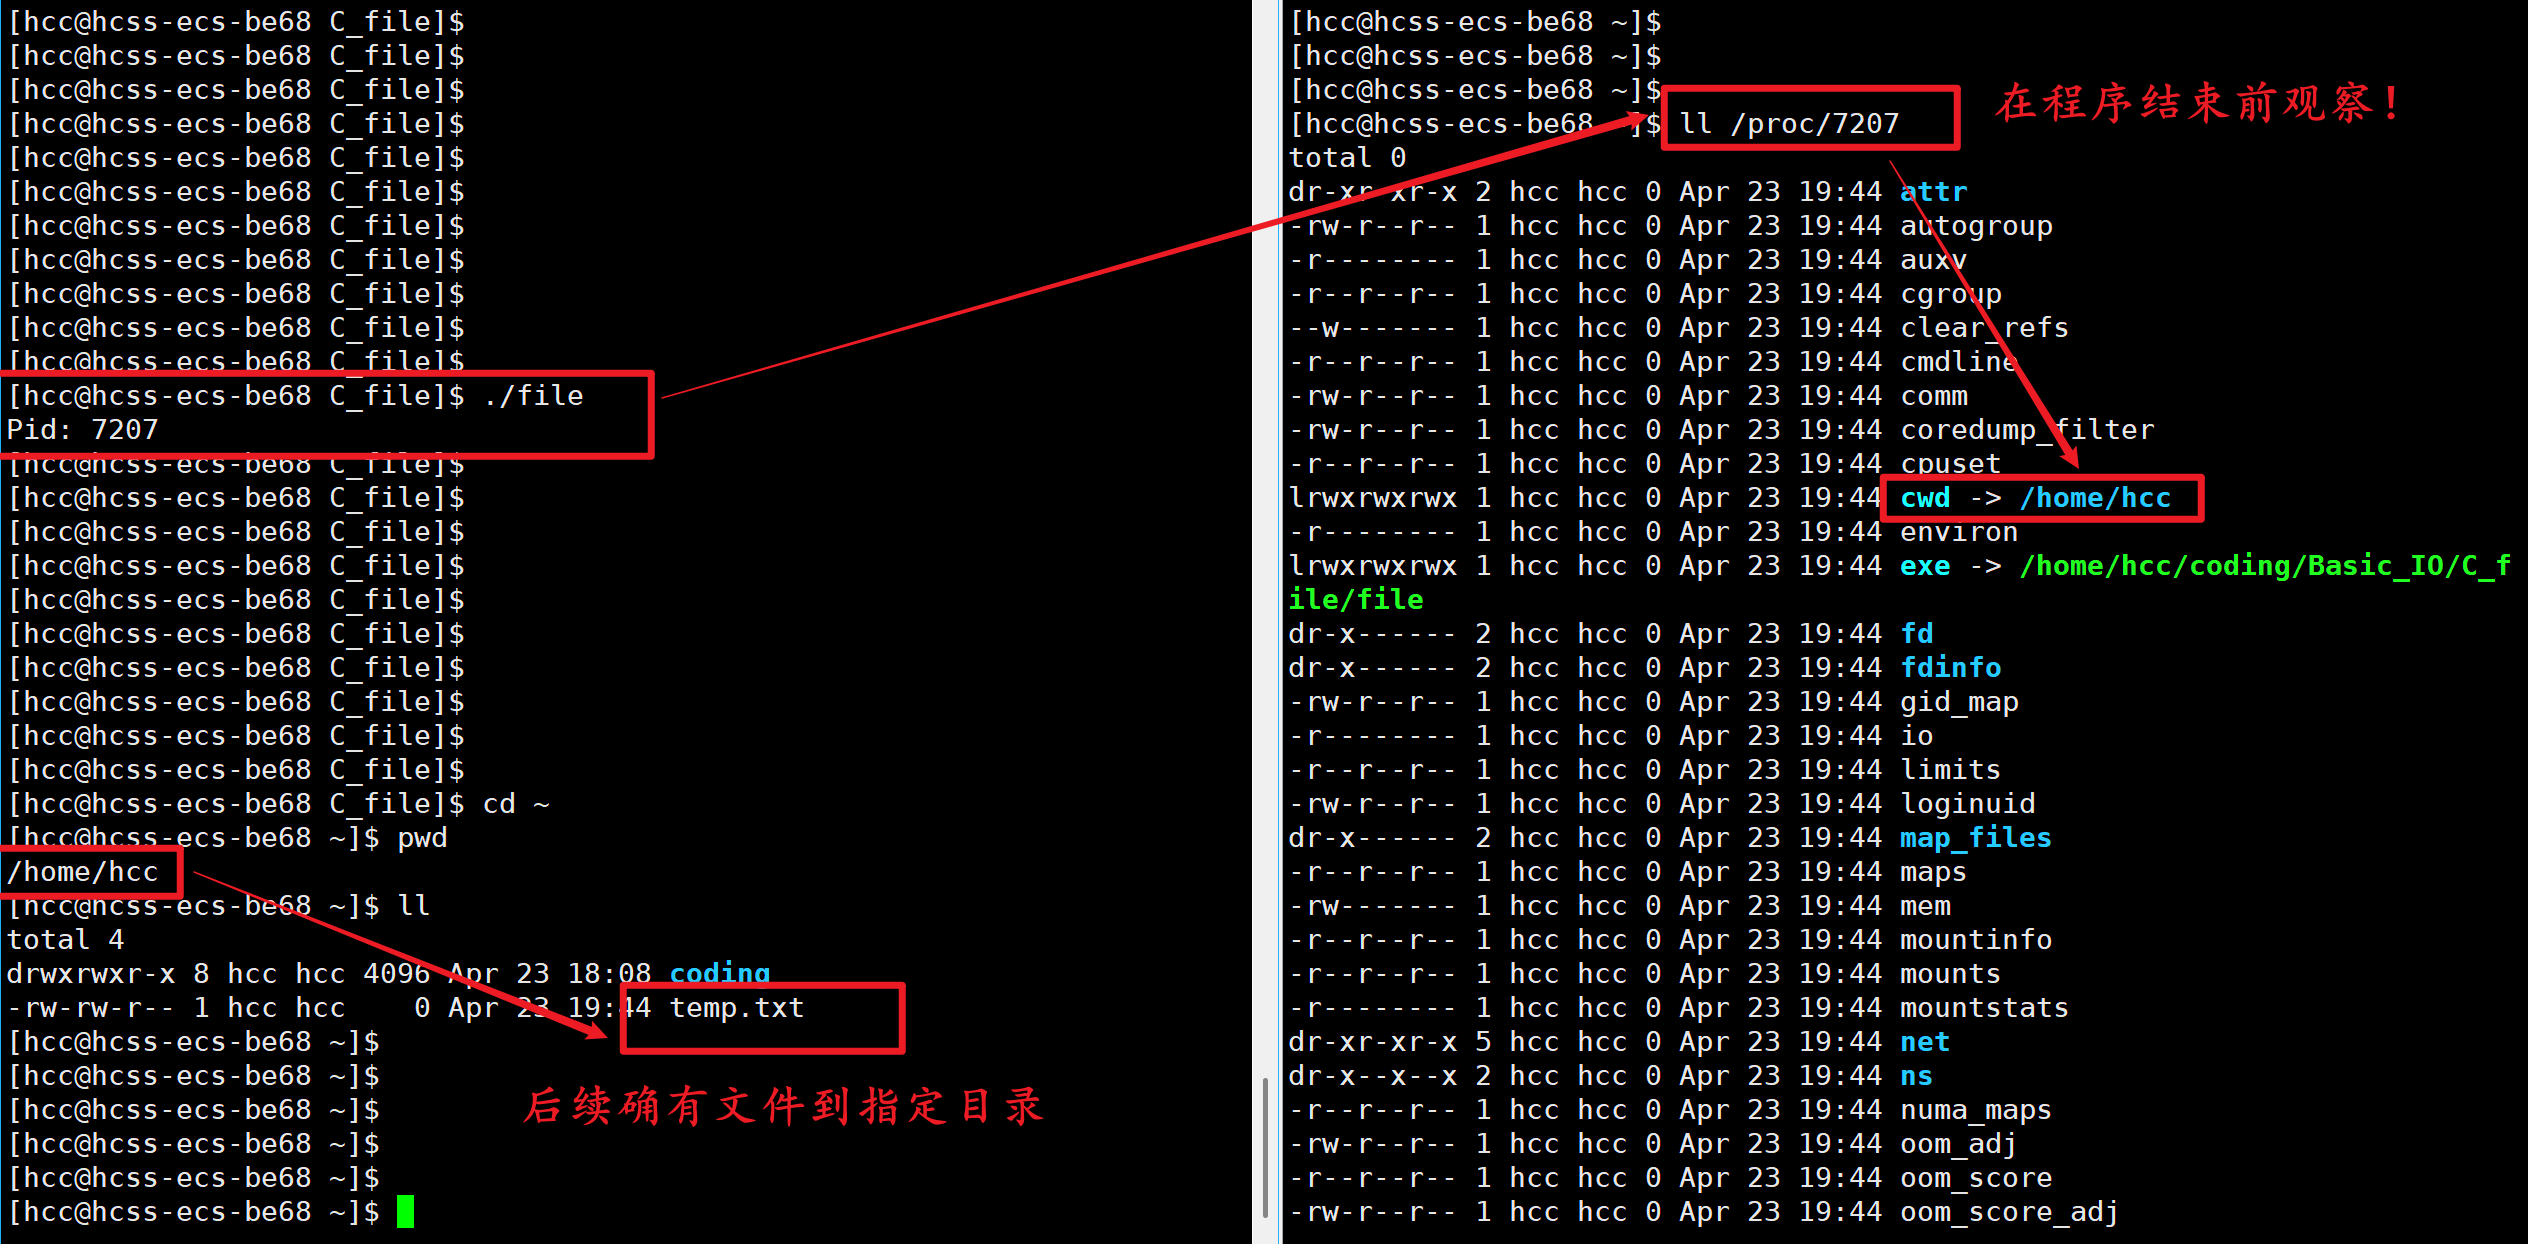 [hcc@hcss-ecs-be68 C_file]$
[hcc@hcss-ecs-be68 C_file]$
[hcc@hcss-ecs-be68 C_file]$
[hcc@hcss-ecs-be68 C_file]$
[hcc@hcss-ecs-be68 C_file]$
[hcc@hcss-ecs-be68 C_file]$
[hcc@hcss-ecs-be68 C_file]$
[hcc@hcss-ecs-be68 C_file]$
[hcc@hcss-ecs-be68 C_file]$
[hcc@hcss-ecs-be68 C_file]$
[hcc@hcss-ecs-be68 C_file]$
[hcc@hcss-ecs-be68 C_file]$ ./file
Pid: 7207
[hcc@hcss-ecs-be68 C_file]$
[hcc@hcss-ecs-be68 C_file]$
[hcc@hcss-ecs-be68 C_file]$
[hcc@hcss-ecs-be68 C_file]$
[hcc@hcss-ecs-be68 C_file]$
[hcc@hcss-ecs-be68 C_file]$
[hcc@hcss-ecs-be68 C_file]$
[hcc@hcss-ecs-be68 C_file]$
[hcc@hcss-ecs-be68 C_file]$
[hcc@hcss-ecs-be68 C_file]$
[hcc@hcss-ecs-be68 C_file]$ cd ~
[hcc@hcss-ecs-be68 ~]$ pwd
/home/hcc
[hcc@hcss-ecs-be68 ~]$ ll
total 4
drwxrwxr-x 8 hcc hcc 4096 Apr 23 18:08 coding
-rw-rw-r-- 1 hcc hcc    0 Apr 23 19:44 temp.txt
[hcc@hcss-ecs-be68 ~]$
[hcc@hcss-ecs-be68 ~]$
[hcc@hcss-ecs-be68 ~]$
[hcc@hcss-ecs-be68 ~]$
[hcc@hcss-ecs-be68 ~]$
[hcc@hcss-ecs-be68 ~]$
后续确有文件到指定目录
[hcc@hcss-ecs-be68 ~]$
[hcc@hcss-ecs-be68 ~]$
[hcc@hcss-ecs-be68 ~]$
[hcc@hcss-ecs-be68 ~]$ ll /proc/7207
在程序结束前观察！
total 0
dr-xr-xr-x 2 hcc hcc 0 Apr 23 19:44 attr
-rw-r--r-- 1 hcc hcc 0 Apr 23 19:44 autogroup
-r-------- 1 hcc hcc 0 Apr 23 19:44 auxv
-r--r--r-- 1 hcc hcc 0 Apr 23 19:44 cgroup
--w------- 1 hcc hcc 0 Apr 23 19:44 clear_refs
-r--r--r-- 1 hcc hcc 0 Apr 23 19:44 cmdline
-rw-r--r-- 1 hcc hcc 0 Apr 23 19:44 comm
-rw-r--r-- 1 hcc hcc 0 Apr 23 19:44 coredump_filter
-r--r--r-- 1 hcc hcc 0 Apr 23 19:44 cpuset
lrwxrwxrwx 1 hcc hcc 0 Apr 23 19:44 cwd -> /home/hcc
-r-------- 1 hcc hcc 0 Apr 23 19:44 environ
lrwxrwxrwx 1 hcc hcc 0 Apr 23 19:44 exe -> /home/hcc/coding/Basic_IO/C_f
ile/file
dr-x------ 2 hcc hcc 0 Apr 23 19:44 fd
dr-x------ 2 hcc hcc 0 Apr 23 19:44 fdinfo
-rw-r--r-- 1 hcc hcc 0 Apr 23 19:44 gid_map
-r-------- 1 hcc hcc 0 Apr 23 19:44 io
-r--r--r-- 1 hcc hcc 0 Apr 23 19:44 limits
-rw-r--r-- 1 hcc hcc 0 Apr 23 19:44 loginuid
dr-x------ 2 hcc hcc 0 Apr 23 19:44 map_files
-r--r--r-- 1 hcc hcc 0 Apr 23 19:44 maps
-rw------- 1 hcc hcc 0 Apr 23 19:44 mem
-r--r--r-- 1 hcc hcc 0 Apr 23 19:44 mountinfo
-r--r--r-- 1 hcc hcc 0 Apr 23 19:44 mounts
-r-------- 1 hcc hcc 0 Apr 23 19:44 mountstats
dr-xr-xr-x 5 hcc hcc 0 Apr 23 19:44 net
dr-x--x--x 2 hcc hcc 0 Apr 23 19:44 ns
-r--r--r-- 1 hcc hcc 0 Apr 23 19:44 numa_maps
-rw-r--r-- 1 hcc hcc 0 Apr 23 19:44 oom_adj
-r--r--r-- 1 hcc hcc 0 Apr 23 19:44 oom_score
-rw-r--r-- 1 hcc hcc 0 Apr 23 19:44 oom_score_adj